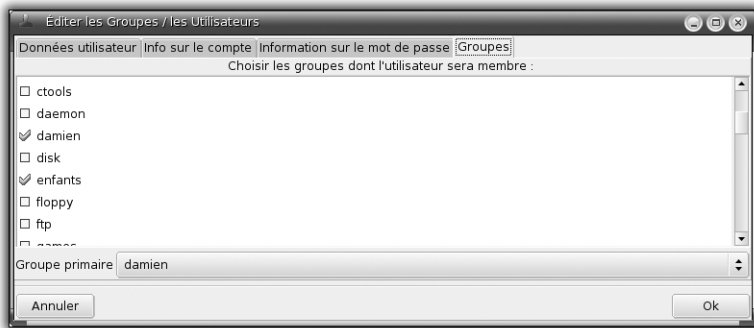 Éditer les Groupes / les Utilisateurs
Données utilisateur Info sur le compte Information sur le mot de passe Groupes
Choisir les groupes dont l'utilisateur sera membre :
ctools
daemon
damien
disk
enfants
floppy
ftp
games
Groupe primaire damien
Annuler Ok